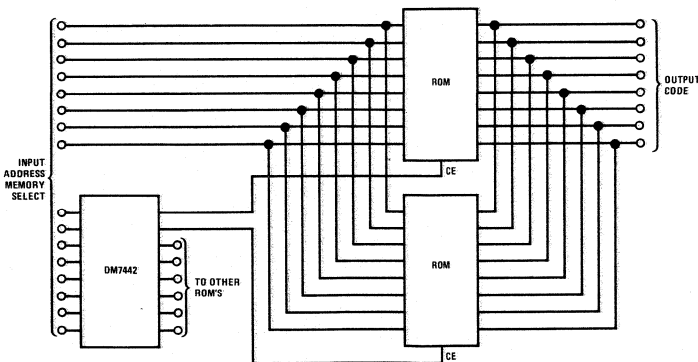 ROM
OUTPUT
CODE
INPUT
ADDRESS
MEMORY
SELECT
CE
DM7442
TO OTHER
ROM'S
ROM
CE